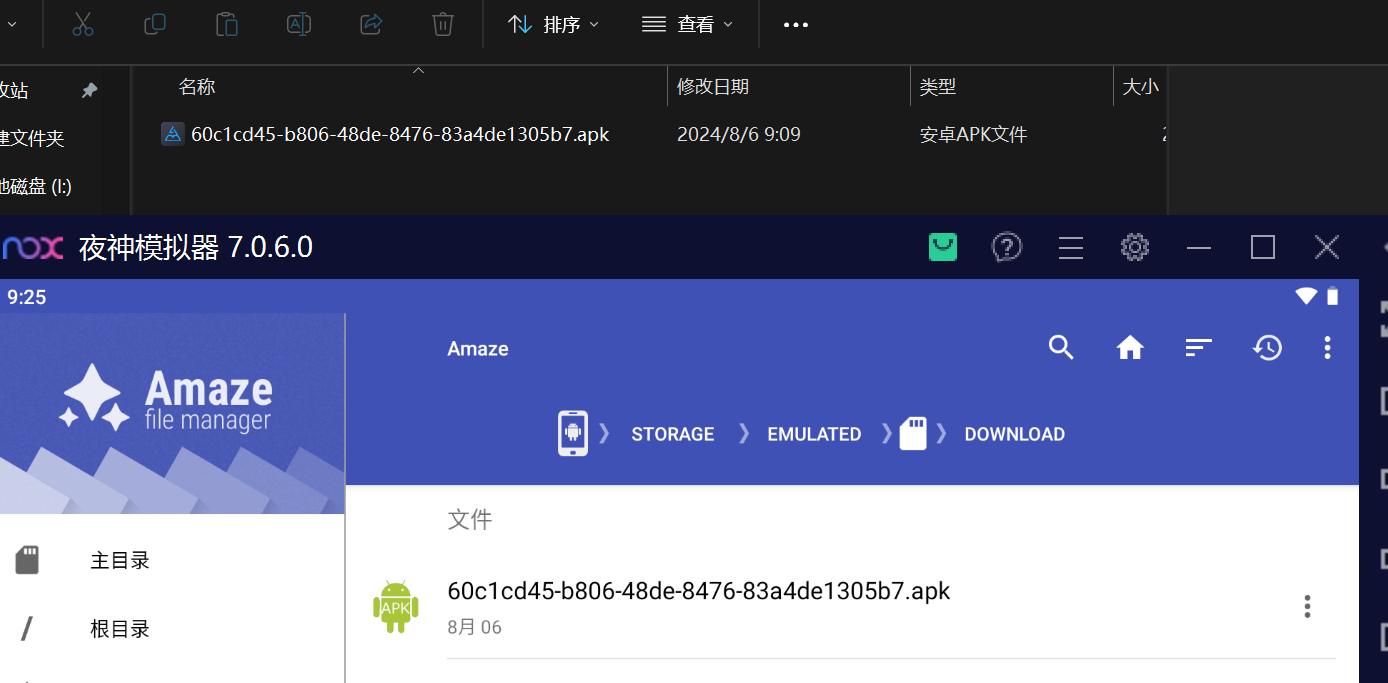 排序
查看
名称
修改日期
类型
大小
收站
60c1cd45-b806-48de-8476-83a4de1305b7.apk
2024/8/6 9:09
安卓APK文件
建文件夹
他磁盘 (I:)
nox 夜神模拟器 7.0.6.0
9:25
Amaze
file manager
Amaze
STORAGE
EMULATED
DOWNLOAD
文件
主目录
APK
60c1cd45-b806-48de-8476-83a4de1305b7.apk
8月 06
根目录